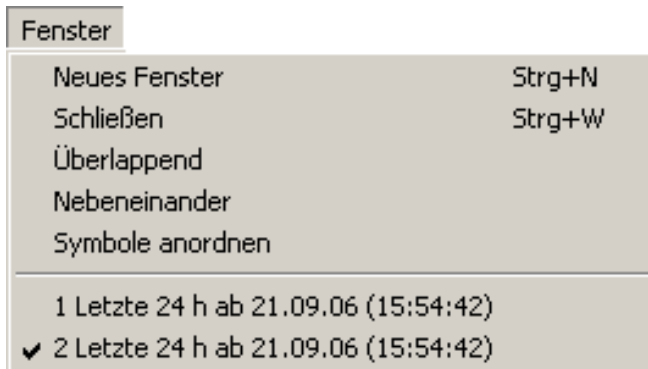 Fenster
Neues Fenster Strg+N
Schließen Strg+W
Überlappend
Nebeneinander
Symbole anordnen
1 Letzte 24 h ab 21.09.06 (15:54:42)
2 Letzte 24 h ab 21.09.06 (15:54:42)